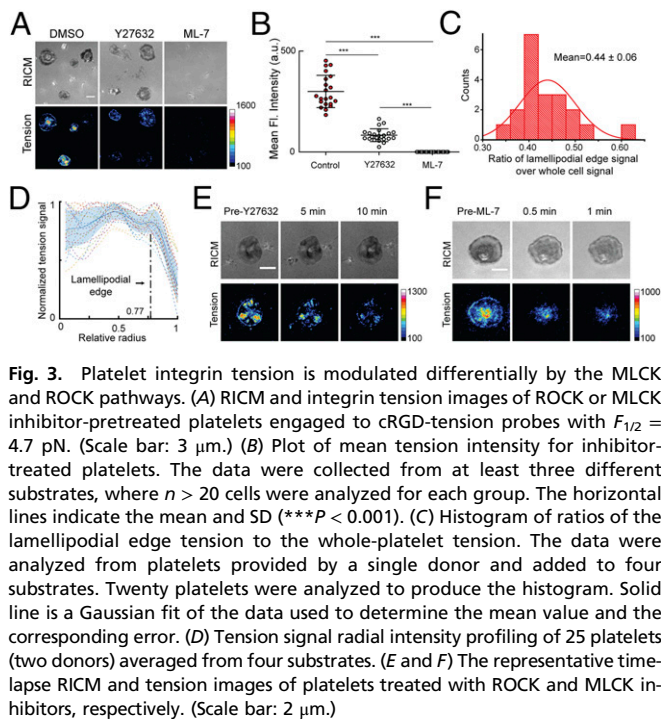 A
DMSO Y27632 ML-7
RICM
Tension
1600
100
B
Mean Fl. Intensity (a.u.)
500
0
***
***
***
Control Y27632 ML-7
C
Counts
6
4
2
0
Mean=0.44 ± 0.06
0.30 0.40 0.50 0.60
Ratio of lamellipodial edge signal
over whole cell signal
D
Normalized tension signal
1
0
Lamellipodial
edge
0.77
0 0.5 1
Relative radius
E
Pre-Y27632 5 min 10 min
RICM
Tension
1300
100
F
Pre-ML-7 0.5 min 1 min
RICM
Tension
1000
100
Fig. 3. Platelet integrin tension is modulated differentially by the MLCK
and ROCK pathways. (A) RICM and integrin tension images of ROCK or MLCK
inhibitor-pretreated platelets engaged to cRGD-tension probes with F1/2 =
4.7 pN. (Scale bar: 3 μm.) (B) Plot of mean tension intensity for inhibitor-
treated platelets. The data were collected from at least three different
substrates, where n > 20 cells were analyzed for each group. The horizontal
lines indicate the mean and SD (***P < 0.001). (C) Histogram of ratios of the
lamellipodial edge tension to the whole-platelet tension. The data were
analyzed from platelets provided by a single donor and added to four
substrates. Twenty platelets were analyzed to produce the histogram. Solid
line is a Gaussian fit of the data used to determine the mean value and the
corresponding error. (D) Tension signal radial intensity profiling of 25 platelets
(two donors) averaged from four substrates. (E and F) The representative time-
lapse RICM and tension images of platelets treated with ROCK and MLCK in-
hibitors, respectively. (Scale bar: 2 μm.)